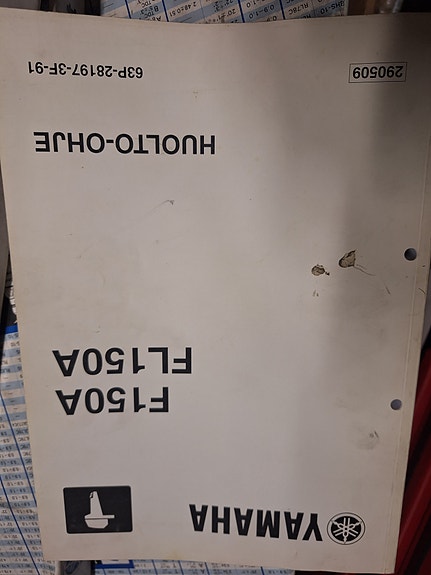 YAMAHA
F150A
FL150A
HUOLTO-OHJE
290509
63P-28197-3F-91